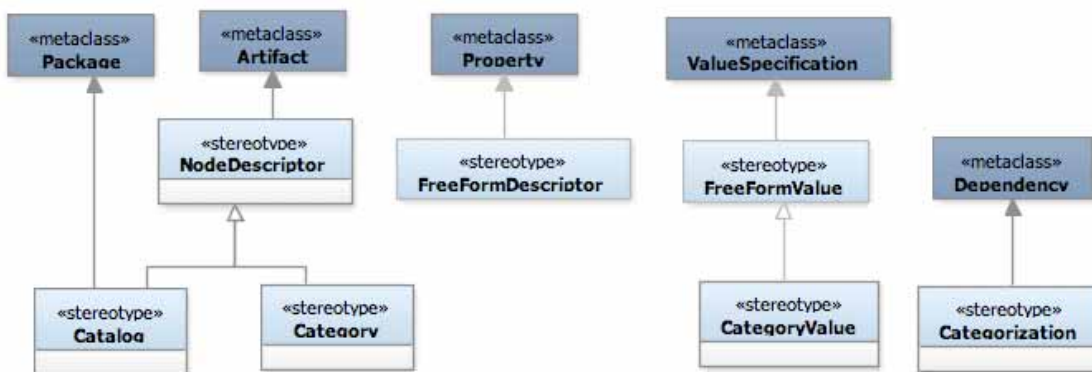 «metaclass»
Package
«metaclass»
Artifact
«metaclass»
Property
«metaclass»
ValueSpecification
«stereotype»
NodeDescriptor
«stereotype»
FreeFormDescriptor
«stereotype»
FreeFormValue
«metaclass»
Dependency
«stereotype»
Catalog
«stereotype»
Category
«stereotype»
CategoryValue
«stereotype»
Categorization